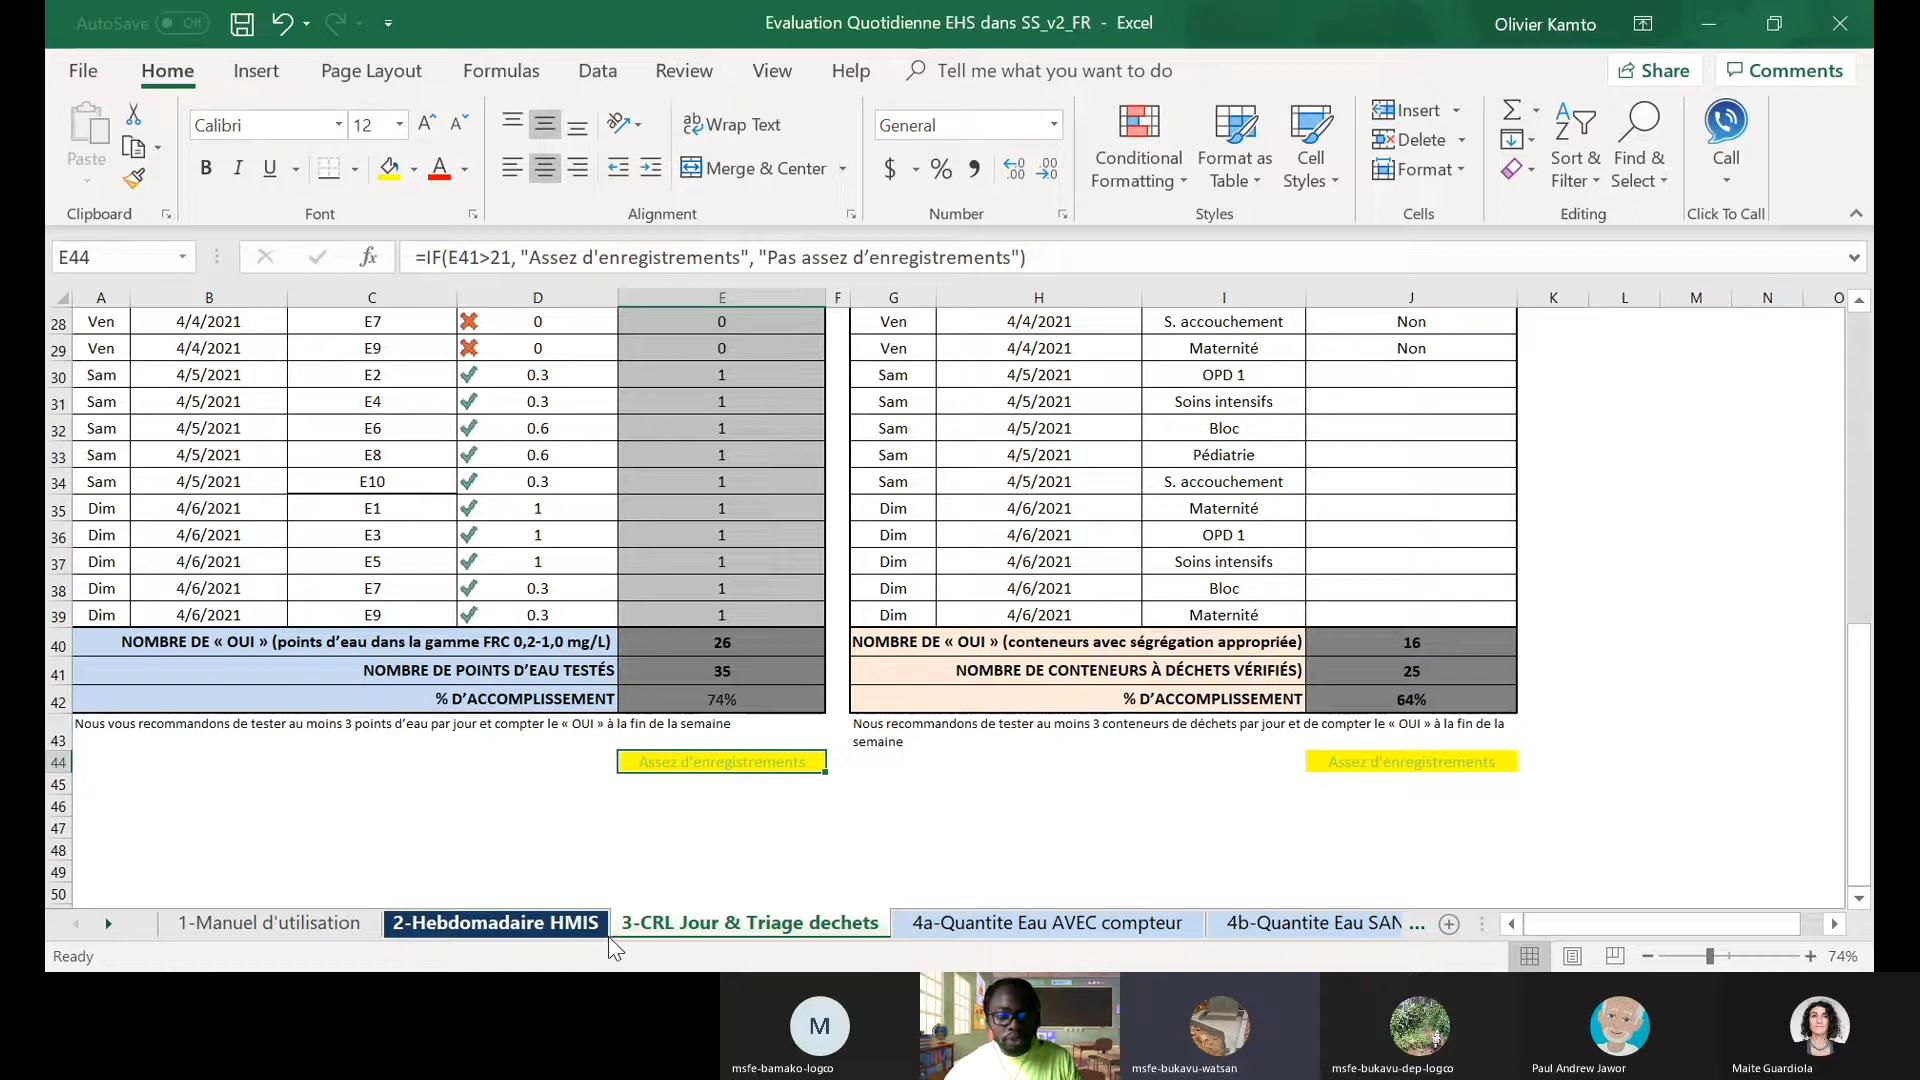 AutoSave Off
Evaluation Quotidienne EHS dans SS_v2_FR - Excel
Olivier Kamto
File Home Insert Page Layout Formulas Data Review View Help Tell me what you want to do
Share Comments
Paste
Clipboard
Calibri 12
B I U
Font
Wrap Text
Merge & Center
Alignment
General
$ %
Number
Conditional Formatting
Format as Table
Cell Styles
Styles
Insert
Delete
Format
Cells
Sort & Filter
Find & Select
Editing
Call
Click To Call
E44
fx
=IF(E41>21, "Assez d'enregistrements", "Pas assez d’enregistrements")
A B C D E F G H I J K L M N O
28 Ven 4/4/2021 E7 0 0 Ven 4/4/2021 S. accouchement Non
29 Ven 4/4/2021 E9 0 0 Ven 4/4/2021 Maternité Non
30 Sam 4/5/2021 E2 0.3 1 Sam 4/5/2021 OPD 1
31 Sam 4/5/2021 E4 0.3 1 Sam 4/5/2021 Soins intensifs
32 Sam 4/5/2021 E6 0.6 1 Sam 4/5/2021 Bloc
33 Sam 4/5/2021 E8 0.6 1 Sam 4/5/2021 Pédiatrie
34 Sam 4/5/2021 E10 0.3 1 Sam 4/5/2021 S. accouchement
35 Dim 4/6/2021 E1 1 1 Dim 4/6/2021 Maternité
36 Dim 4/6/2021 E3 1 1 Dim 4/6/2021 OPD 1
37 Dim 4/6/2021 E5 1 1 Dim 4/6/2021 Soins intensifs
38 Dim 4/6/2021 E7 0.3 1 Dim 4/6/2021 Bloc
39 Dim 4/6/2021 E9 0.3 1 Dim 4/6/2021 Maternité
40 NOMBRE DE « OUI » (points d’eau dans la gamme FRC 0,2-1,0 mg/L) 26 NOMBRE DE « OUI » (conteneurs avec ségrégation appropriée) 16
41 NOMBRE DE POINTS D’EAU TESTÉS 35 NOMBRE DE CONTENEURS À DÉCHETS VÉRIFIÉS) 25
42 % D’ACCOMPLISSEMENT 74% % D’ACCOMPLISSEMENT 64%
43 Nous vous recommandons de tester au moins 3 points d’eau par jour et compter le « OUI » à la fin de la semaine
Nous recommandons de tester au moins 3 conteneurs de déchets par jour et de compter le « OUI » à la fin de la
semaine
44 Assez d'enregistrements Assez d'enregistrements
45
46
47
48
49
50
1-Manuel d'utilisation 2-Hebdomadaire HMIS 3-CRL Jour & Triage dechets 4a-Quantite Eau AVEC compteur 4b-Quantite Eau SAN ...
Ready
74%
M
msfe-bamako-logco
msfe-bukavu-watsan
msfe-bukavu-dep-logco
Paul Andrew Jawor
Maite Guardiola